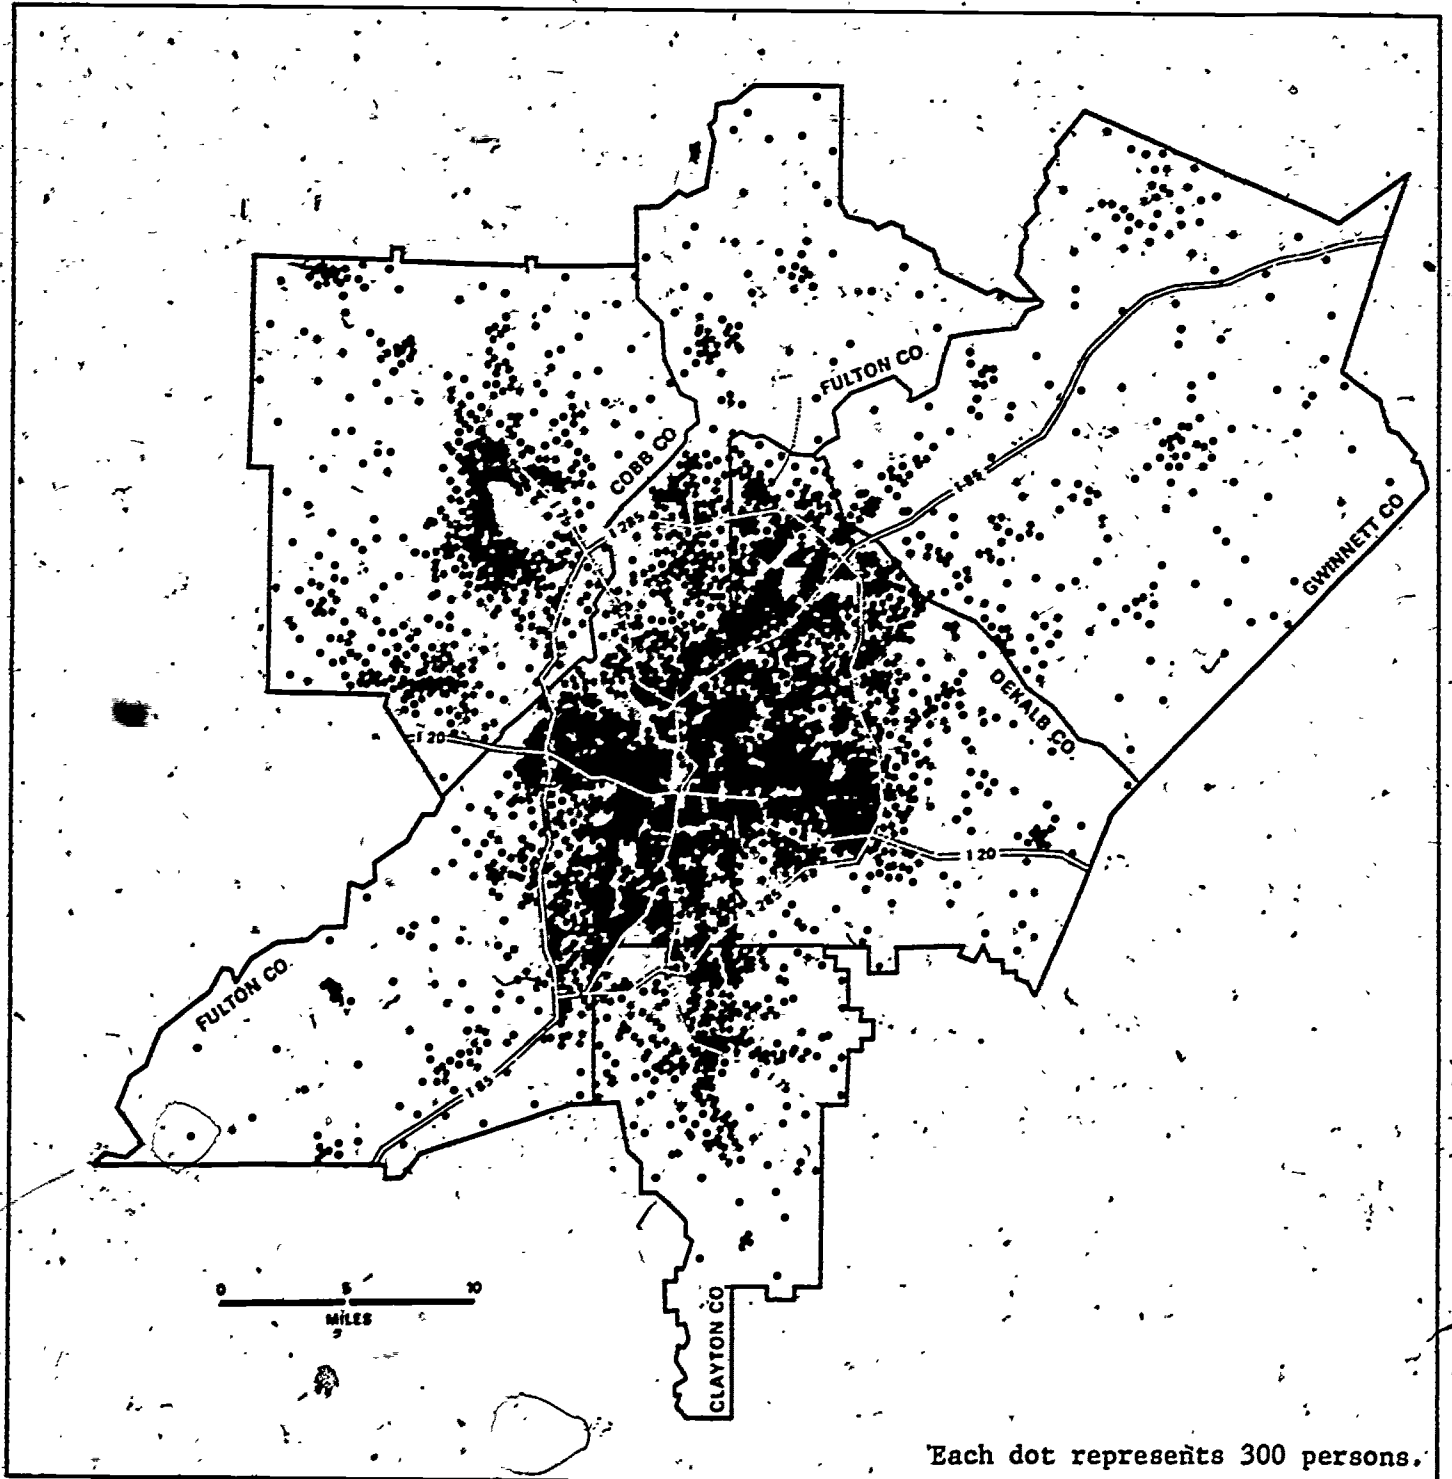 FULTON CO.
COBB CO
I 285
I-85
GWINNETT CO
DEKALB CO.
I 20
I 20
I 285
FULTON CO.
I 85
I 75
0 5 10
MILES
CLAYTON CO
Each dot represents 300 persons.